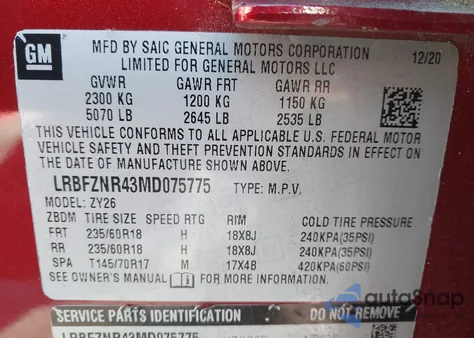 GM
MFD BY SAIC GENERAL MOTORS CORPORATION 12/20
LIMITED FOR GENERAL MOTORS LLC
GVWR GAWR FRT GAWR RR
2300 KG 1200 KG 1150 KG
5070 LB 2645 LB 2535 LB
THIS VEHICLE CONFORMS TO ALL APPLICABLE U.S. FEDERAL MOTOR
VEHICLE SAFETY AND THEFT PREVENTION STANDARDS IN EFFECT ON
THE DATE OF MANUFACTURE SHOWN ABOVE.
LRBFZNR43MD075775 TYPE: M.P.V.
MODEL: ZY26
ZBDM TIRE SIZE SPEED RTG RIM COLD TIRE PRESSURE
FRT 235/60R18 H 18X8J 240KPA(35PSI)
RR 235/60R18 H 18X8J 240KPA(35PSI)
SPA T145/70R17 M 17X4B 420KPA(60PSI)
SEE OWNER'S MANUAL FOR MORE INFORMATION.
autoSnap
SERVICE PARTS IDENTIFICATION DO NOT REMOVE
LRBFZNR43MD075775